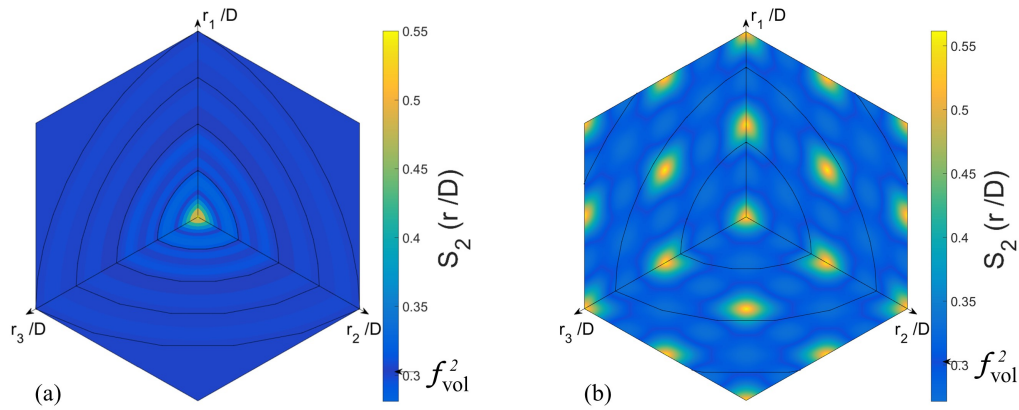 r1 /D
r3 /D
r2 /D
0.55
0.5
0.45
0.4
0.35
0.3
S2 (r /D)
f²vol
(a)
r1 /D
r3 /D
r2 /D
0.55
0.5
0.45
0.4
0.35
0.3
S2 (r /D)
f²vol
(b)